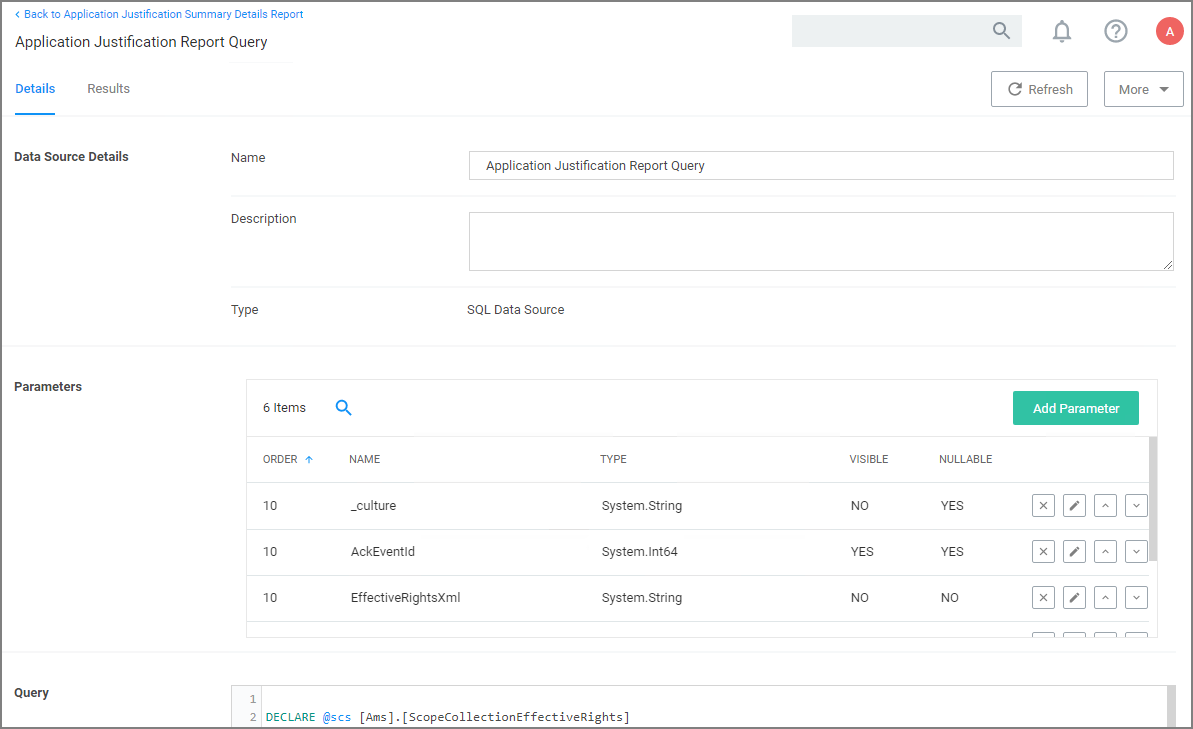 Back to Application Justification Summary Details Report
Application Justification Report Query
A
Details Results
Refresh More
Data Source Details
Name Application Justification Report Query
Description
Type SQL Data Source
Parameters
6 Items Add Parameter
ORDER NAME TYPE VISIBLE NULLABLE
10 _culture System.String NO YES
10 AckEventId System.Int64 YES YES
10 EffectiveRightsXml System.String NO NO
Query
1
2 DECLARE @scs [Ams].[ScopeCollectionEffectiveRights]